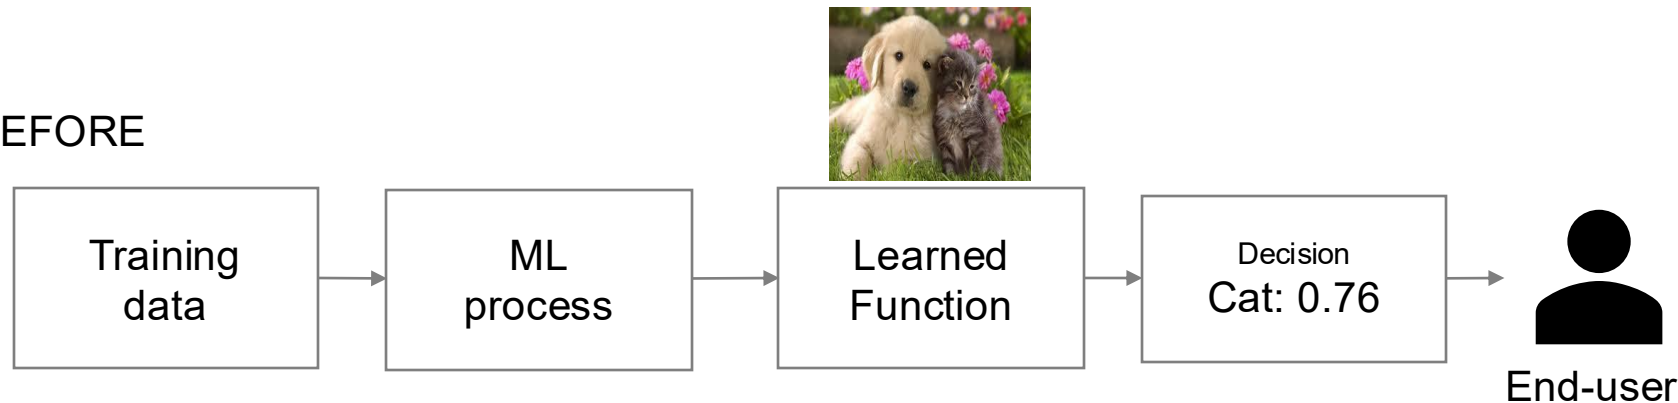 EFORE
Training
data
ML
process
Learned
Function
Decision
Cat: 0.76
End-user